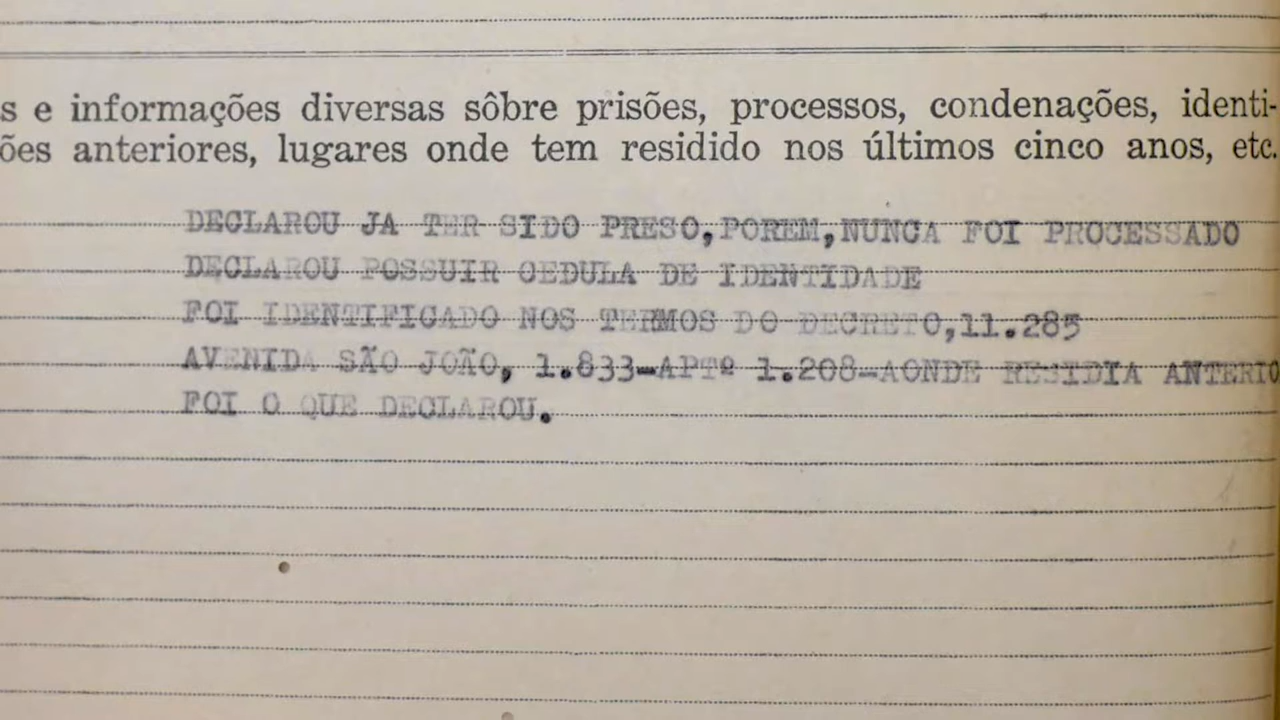 s e informações diversas sôbre prisões, processos, condenações, identi-
ões anteriores, lugares onde tem residido nos últimos cinco anos, etc.
DECLAROU JA TER SIDO PRESO,POREM,NUNCA FOI PROCESSADO
DECLAROU POSSUIR CEDULA DE IDENTIDADE
FOI IDENTIFICADO NOS TERMOS DO DECRETO,11.285
AVENIDA SÃO JOÃO, 1.833-APTº 1.208-AONDE RESIDIA ANTERIO
FOI O QUE DECLAROU.